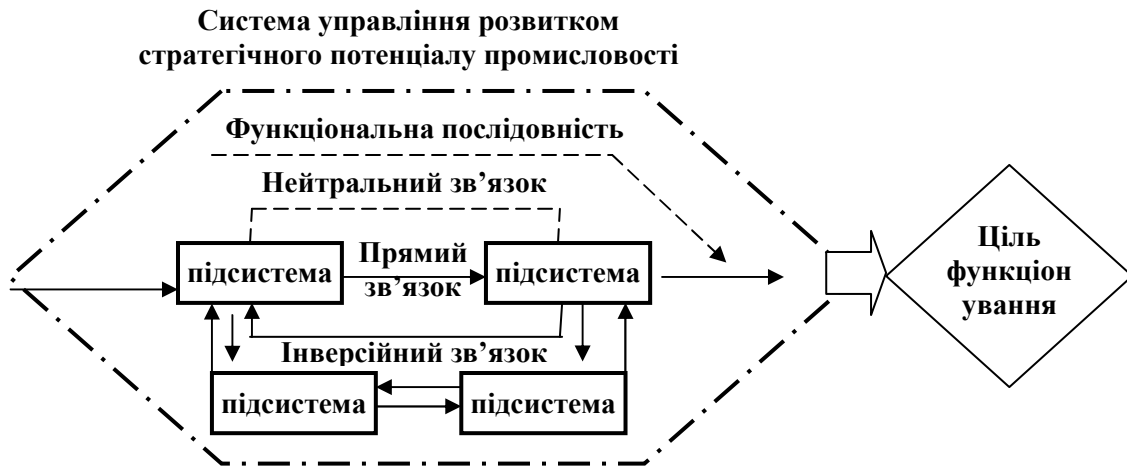 Система управління розвитком
стратегічного потенціалу промисловості
Функціональна послідовність
Нейтральний зв’язок
підсистема
Прямий
зв’язок
підсистема
Інверсійний зв’язок
підсистема
підсистема
Ціль
функціон
ування